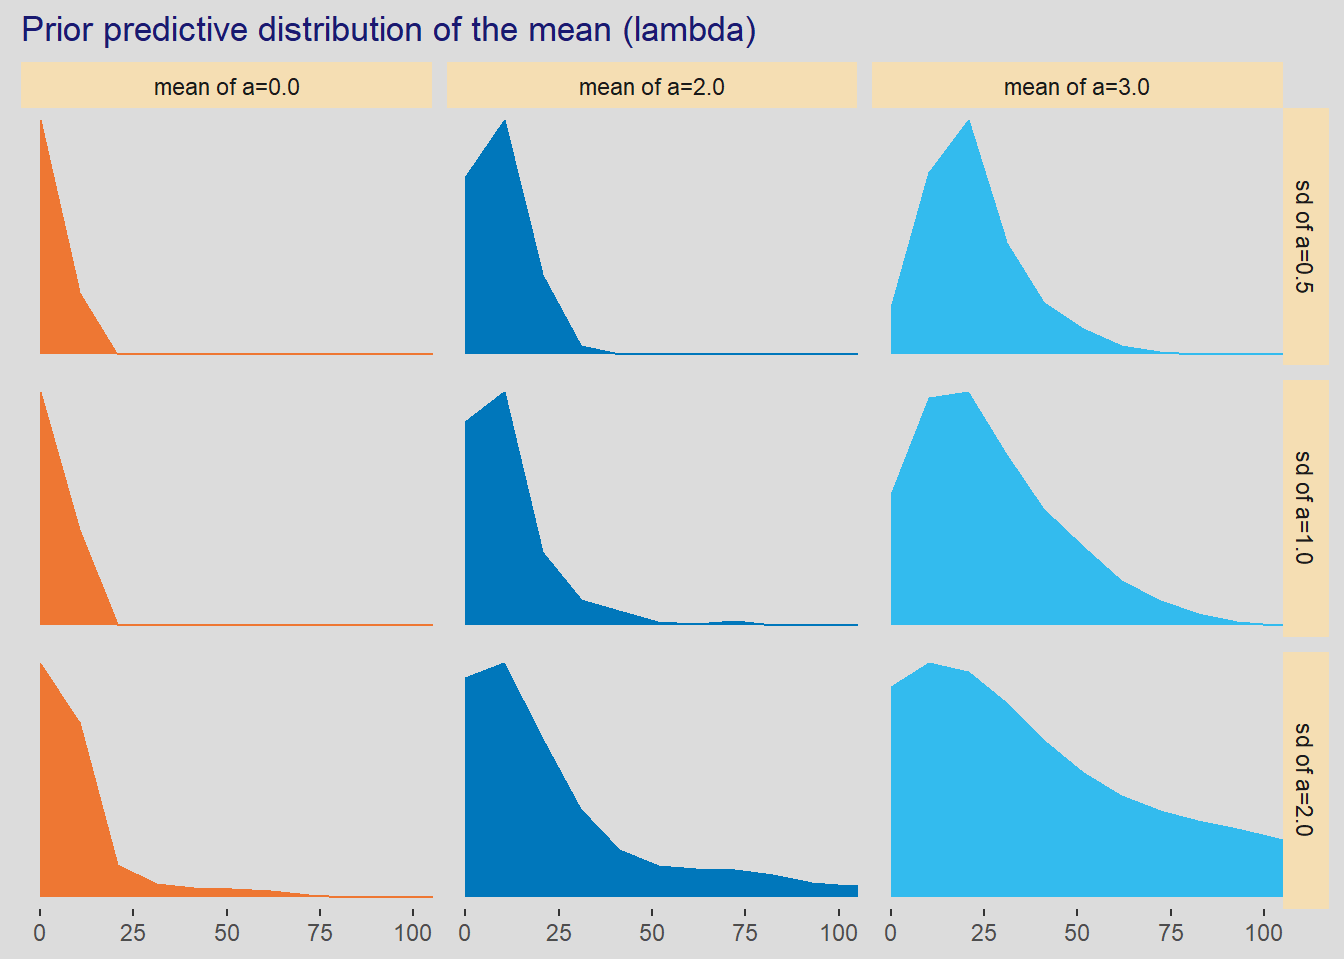 Prior predictive distribution of the mean (lambda)
mean of a=0.0
mean of a=2.0
mean of a=3.0
sd of a=0.5
sd of a=1.0
sd of a=2.0
0 25 50 75 100
0 25 50 75 100
0 25 50 75 100